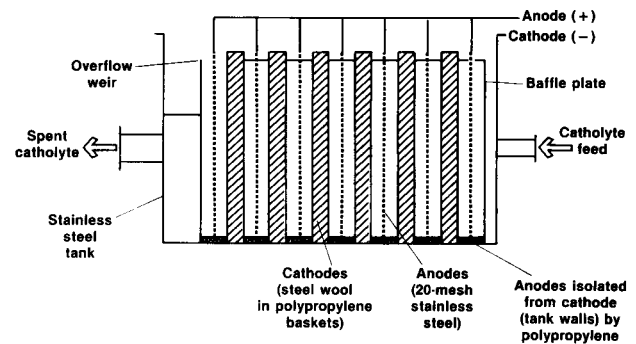 Anode (+)
Cathode (–)
Overflow
weir
Baffle plate
Spent
catholyte
Catholyte
feed
Stainless
steel
tank
Cathodes
(steel wool
in polypropylene
baskets)
Anodes
(20-mesh
stainless
steel)
Anodes isolated
from cathode
(tank walls) by
polypropylene